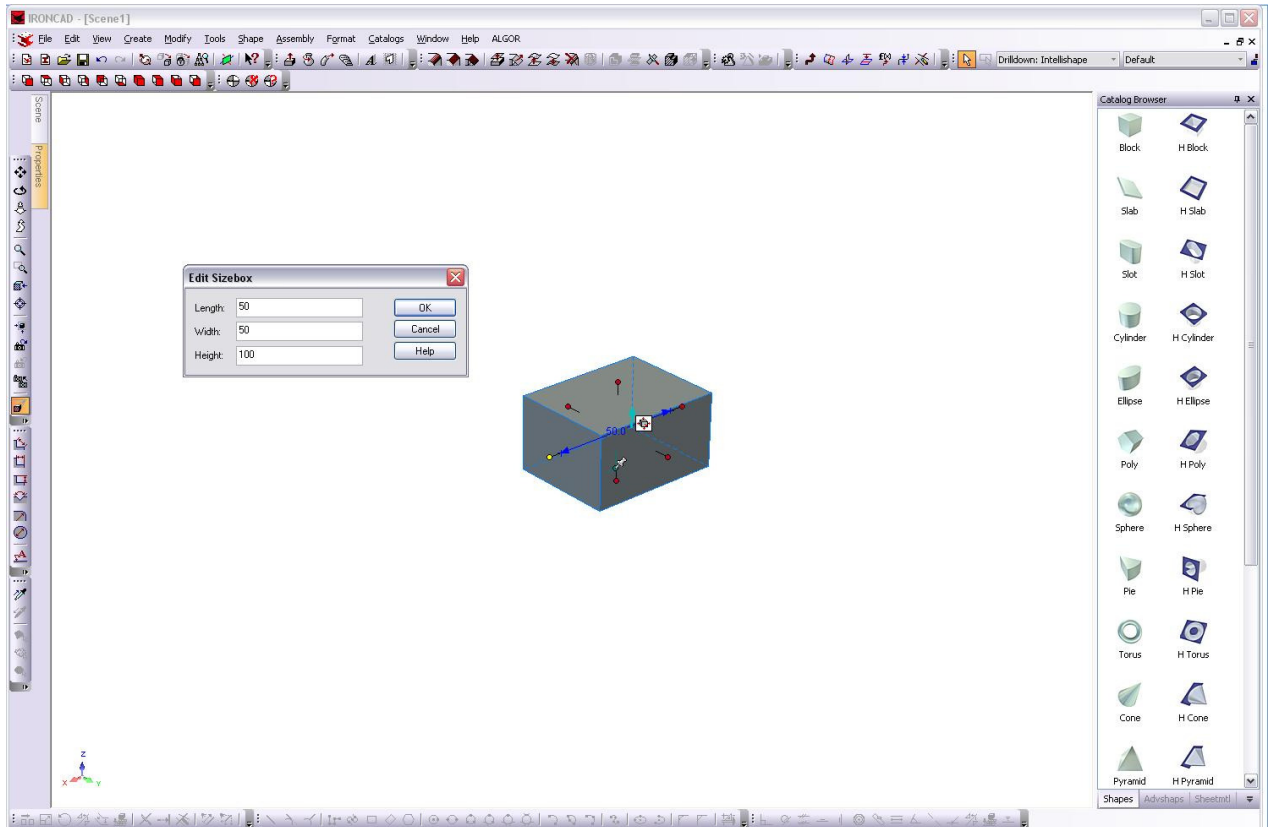 IRONCAD - [Scene1]
File Edit View Create Modify Tools Shape Assembly Format Catalogs Window Help ALGOR
Drilldown: Intellishape Default
Scene
Properties
Catalog Browser
Block H Block
Slab H Slab
Slot H Slot
Cylinder H Cylinder
Ellipse H Ellipse
Poly H Poly
Sphere H Sphere
Pie H Pie
Torus H Torus
Cone H Cone
Pyramid H Pyramid
Shapes Advshaps Sheetmtl
Edit Sizebox
Length: 50 OK
Width: 50 Cancel
Height: 100 Help
50.0
z
x y